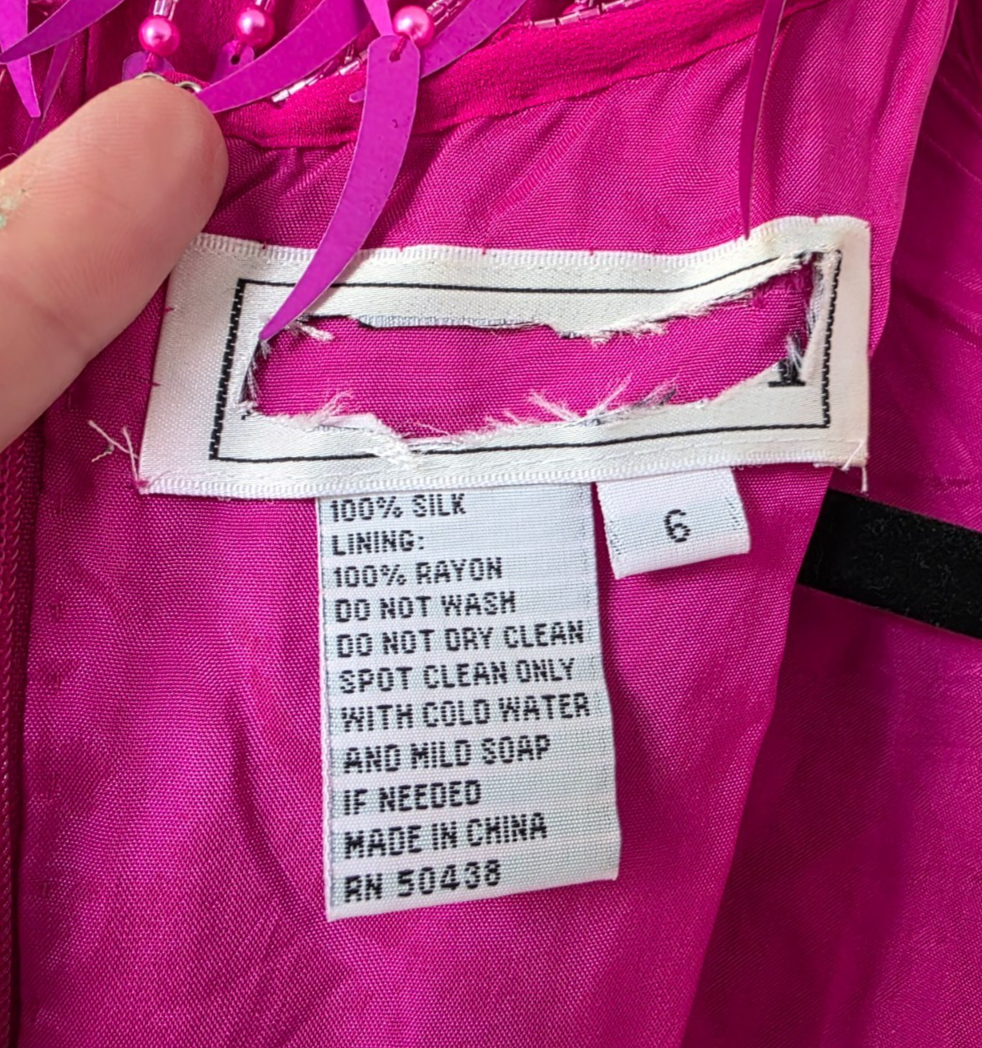 100% SILK
LINING:
100% RAYON
DO NOT WASH
DO NOT DRY CLEAN
SPOT CLEAN ONLY
WITH COLD WATER
AND MILD SOAP
IF NEEDED
MADE IN CHINA
RN 50438
6